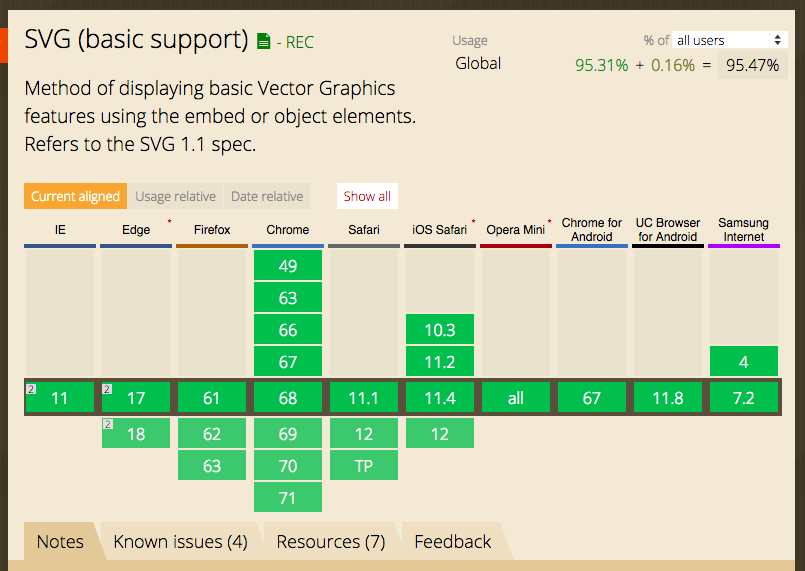 SVG (basic support) - REC
Usage % of all users
Global 95.31% + 0.16% = 95.47%
Method of displaying basic Vector Graphics
features using the embed or object elements.
Refers to the SVG 1.1 spec.
Current aligned Usage relative Date relative Show all
IE Edge * Firefox Chrome Safari iOS Safari * Opera Mini * Chrome for Android UC Browser for Android Samsung Internet
49
63
66 10.3
67 11.2 4
2 11 2 17 61 68 11.1 11.4 all 67 11.8 7.2
2 18 62 69 12 12
63 70 TP
71
Notes Known issues (4) Resources (7) Feedback